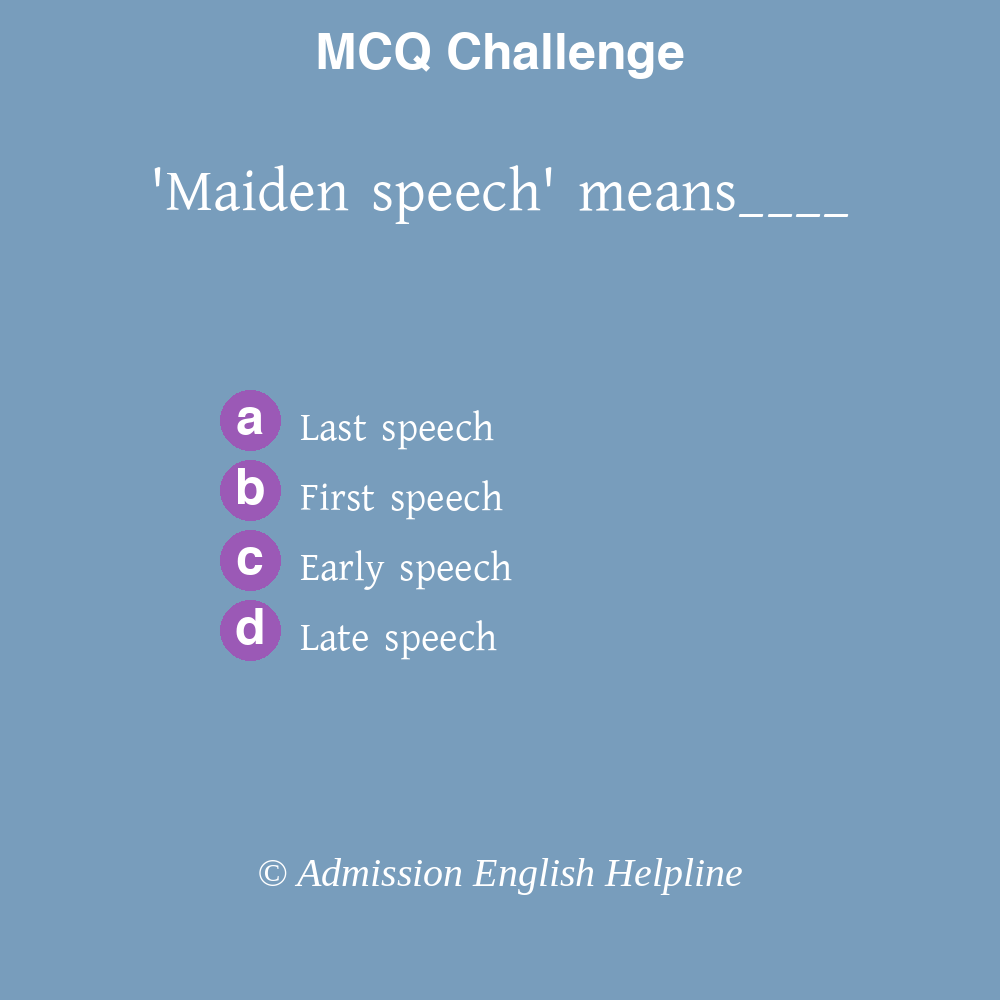 MCQ Challenge
'Maiden speech' means____
a Last speech
b First speech
c Early speech
d Late speech
© Admission English Helpline